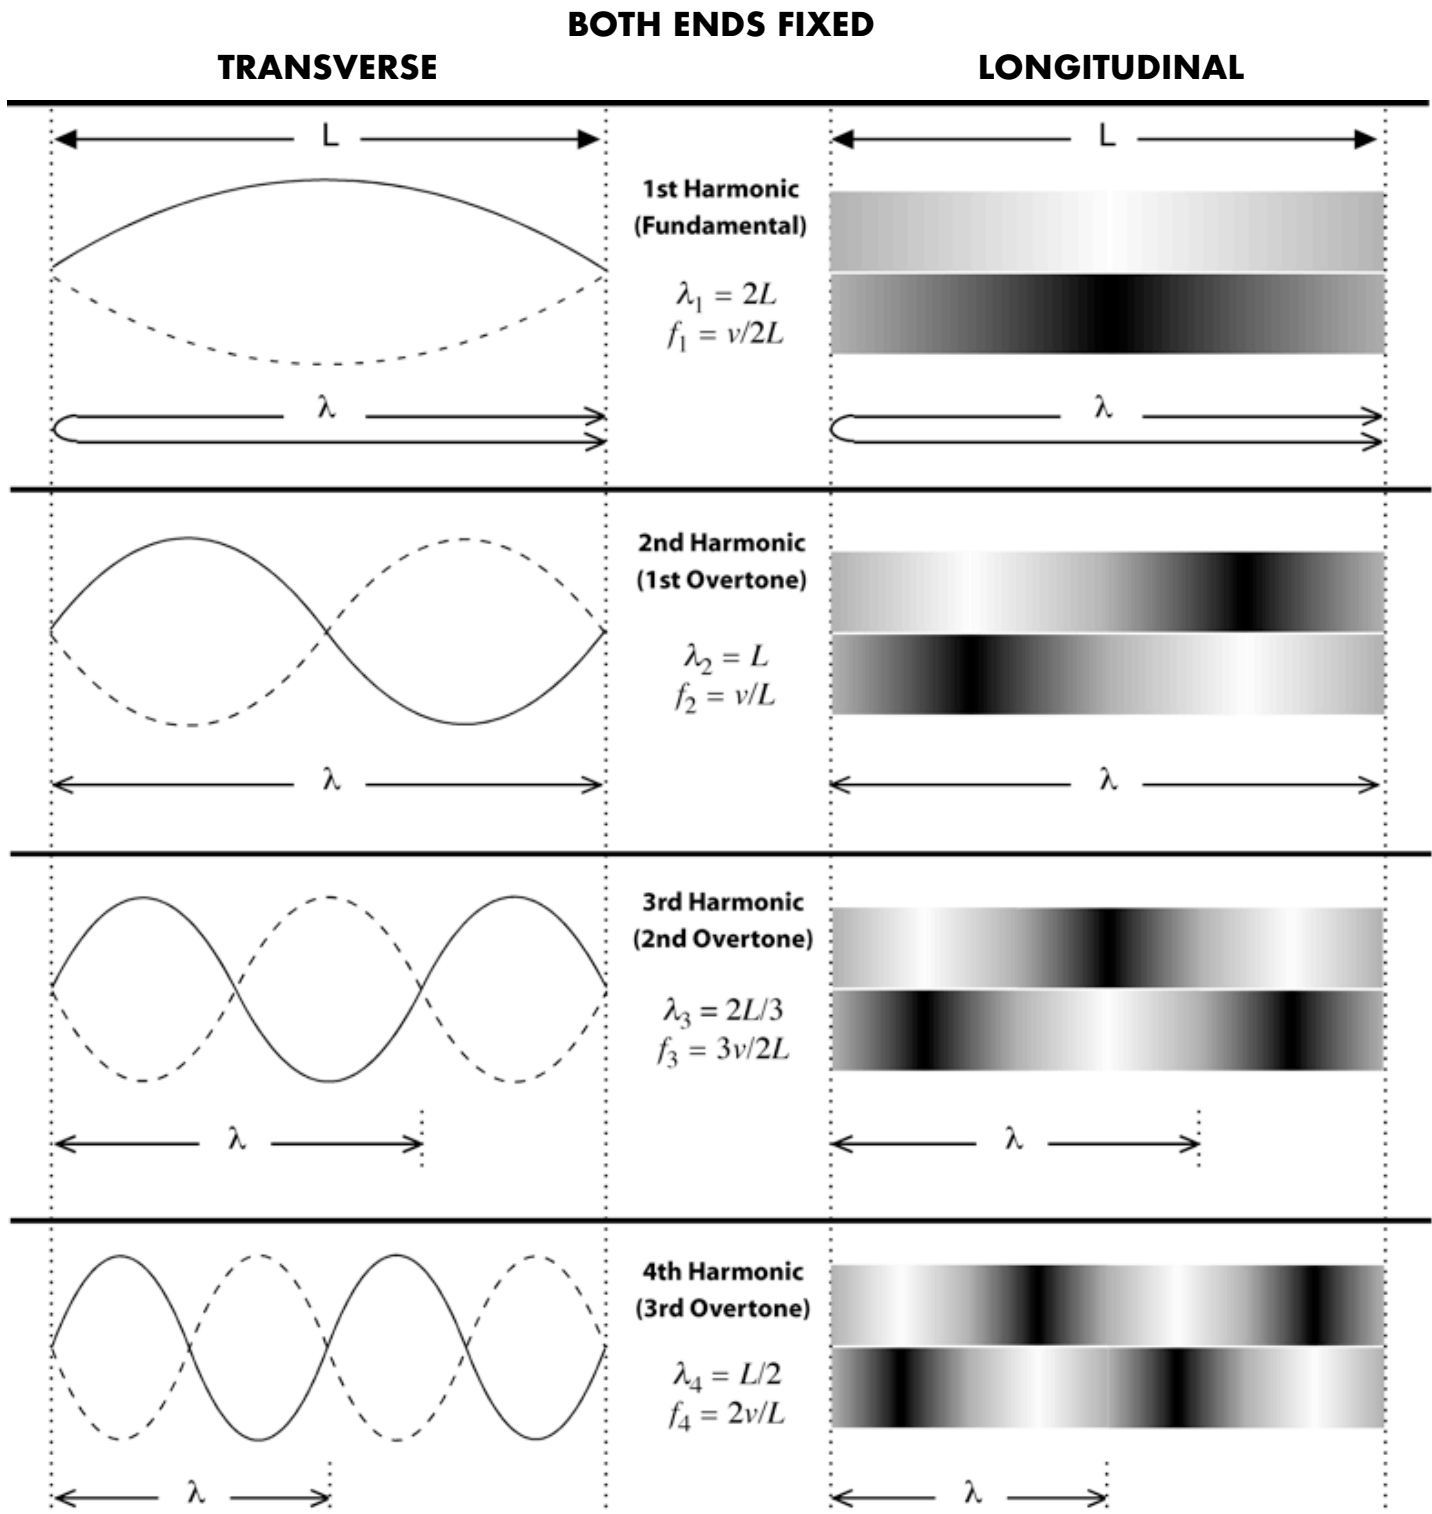 BOTH ENDS FIXED
TRANSVERSE
LONGITUDINAL
L
L
1st Harmonic
(Fundamental)
λ₁ = 2L
f₁ = v/2L
λ
λ
2nd Harmonic
(1st Overtone)
λ₂ = L
f₂ = v/L
λ
λ
3rd Harmonic
(2nd Overtone)
λ₃ = 2L/3
f₃ = 3v/2L
λ
λ
4th Harmonic
(3rd Overtone)
λ₄ = L/2
f₄ = 2v/L
λ
λ